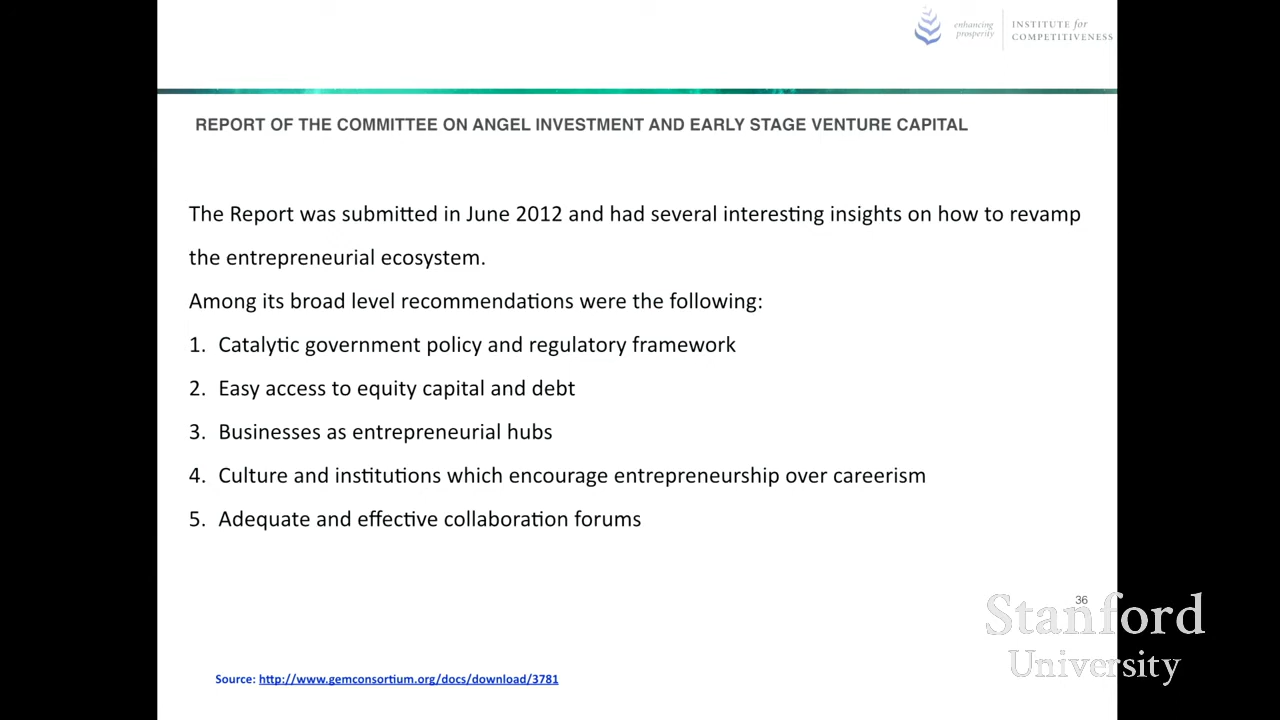 enhancing
prosperity
INSTITUTE for
COMPETITIVENESS
REPORT OF THE COMMITTEE ON ANGEL INVESTMENT AND EARLY STAGE VENTURE CAPITAL
The Report was submitted in June 2012 and had several interesting insights on how to revamp
the entrepreneurial ecosystem.
Among its broad level recommendations were the following:
1. Catalytic government policy and regulatory framework
2. Easy access to equity capital and debt
3. Businesses as entrepreneurial hubs
4. Culture and institutions which encourage entrepreneurship over careerism
5. Adequate and effective collaboration forums
36
Stanford
University
Source: http://www.gemconsortium.org/docs/download/3781